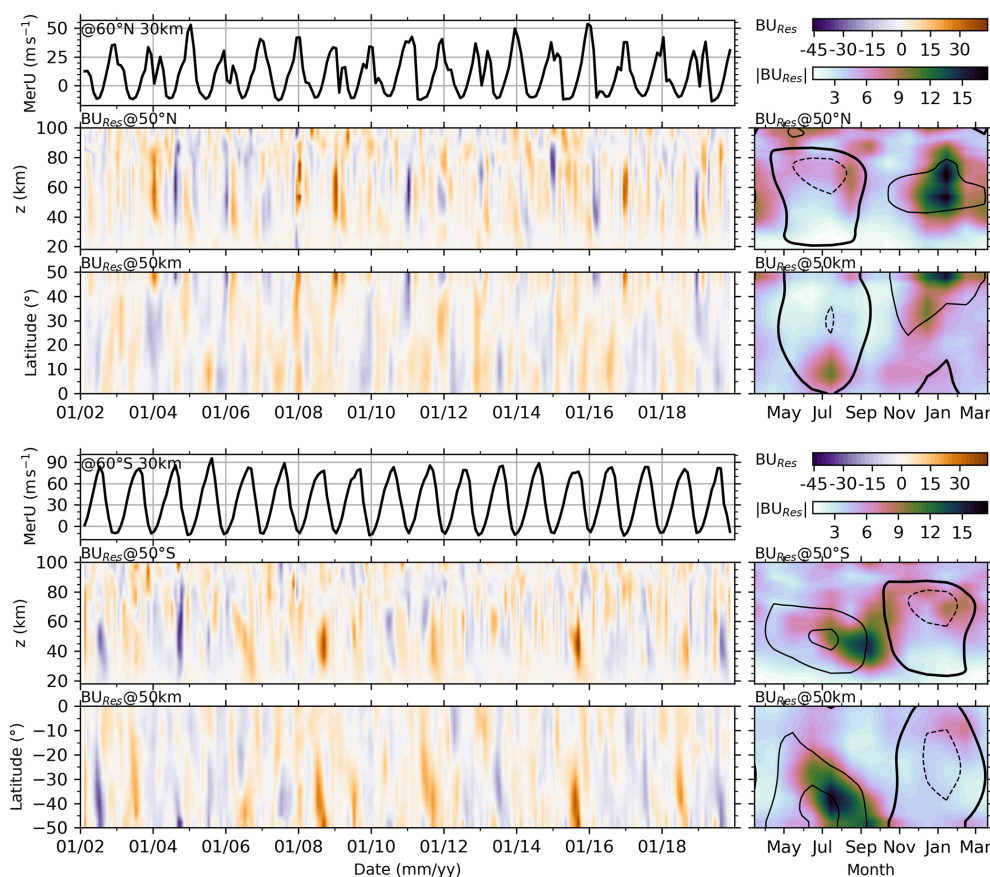 @60°N 30km
MerU (m s⁻¹)
50
25
0
BU_Res
-45 -30 -15 0 15 30
|BU_Res|
3 6 9 12 15
BU_Res@50°N
z (km)
100
80
60
40
20
BU_Res@50°N
BU_Res@50km
Latitude (°)
50
40
30
20
10
0
01/02 01/04 01/06 01/08 01/10 01/12 01/14 01/16 01/18
BU_Res@50km
May Jul Sep Nov Jan Mar
@60°S 30km
MerU (m s⁻¹)
90
60
30
0
BU_Res
-45 -30 -15 0 15 30
|BU_Res|
3 6 9 12 15
BU_Res@50°S
z (km)
100
80
60
40
20
BU_Res@50°S
BU_Res@50km
Latitude (°)
0
−10
−20
−30
−40
−50
01/02 01/04 01/06 01/08 01/10 01/12 01/14 01/16 01/18
Date (mm/yy)
BU_Res@50km
May Jul Sep Nov Jan Mar
Month